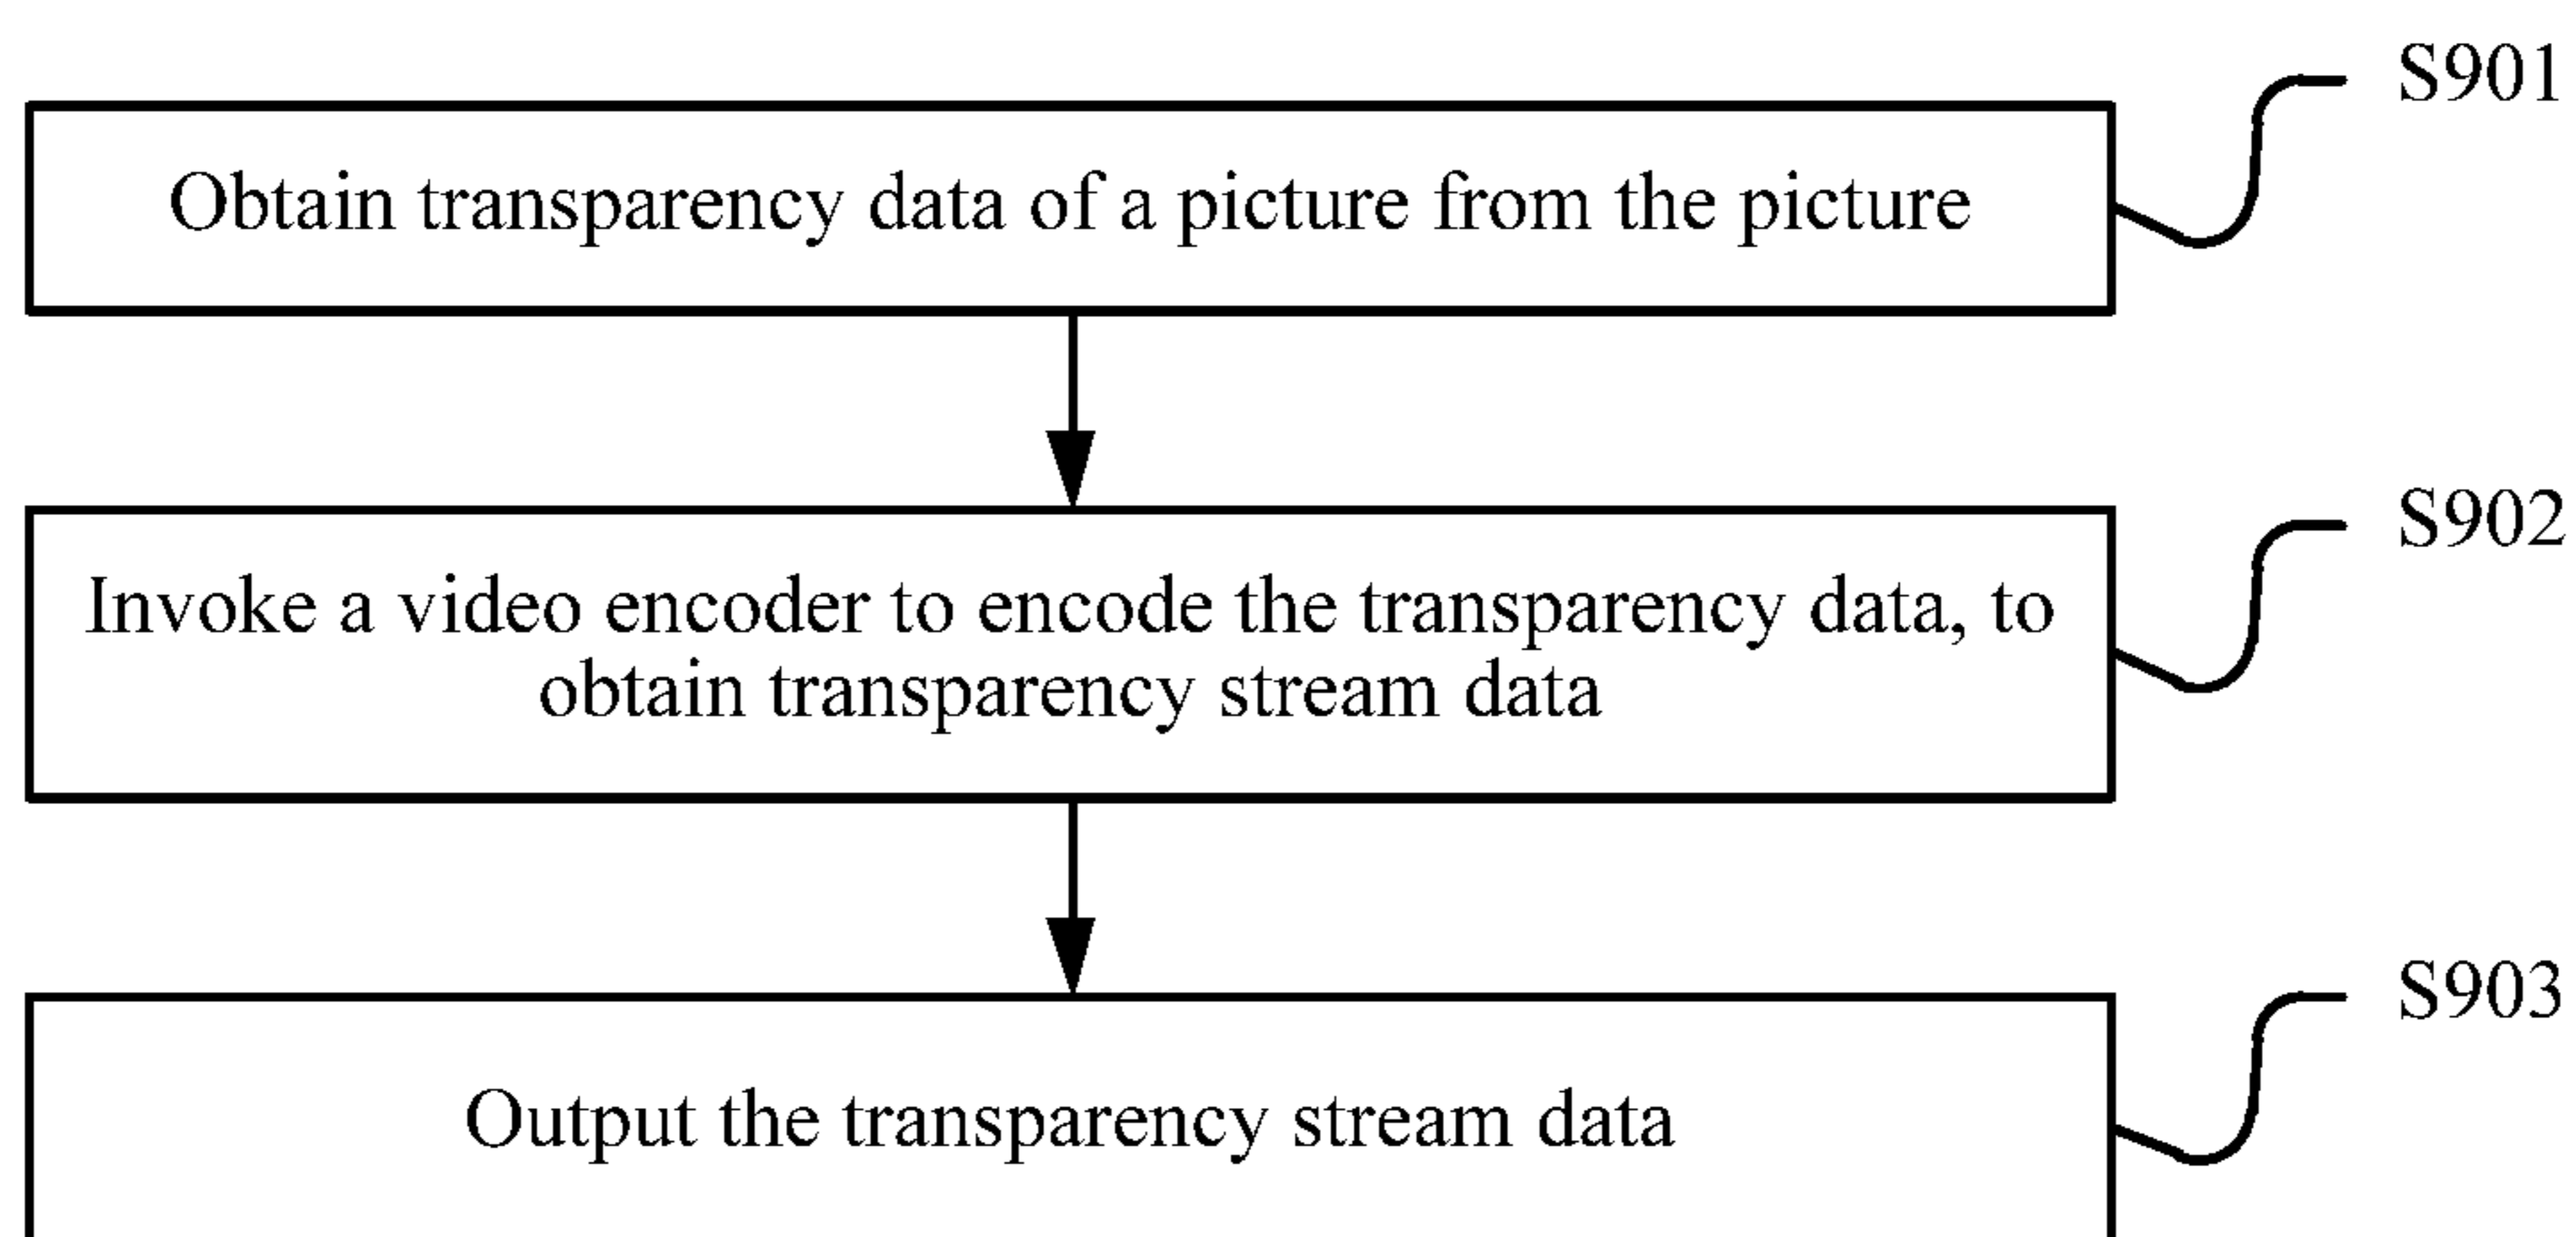 S901
Obtain transparency data of a picture from the picture
S902
Invoke a video encoder to encode the transparency data, to
obtain transparency stream data
S903
Output the transparency stream data